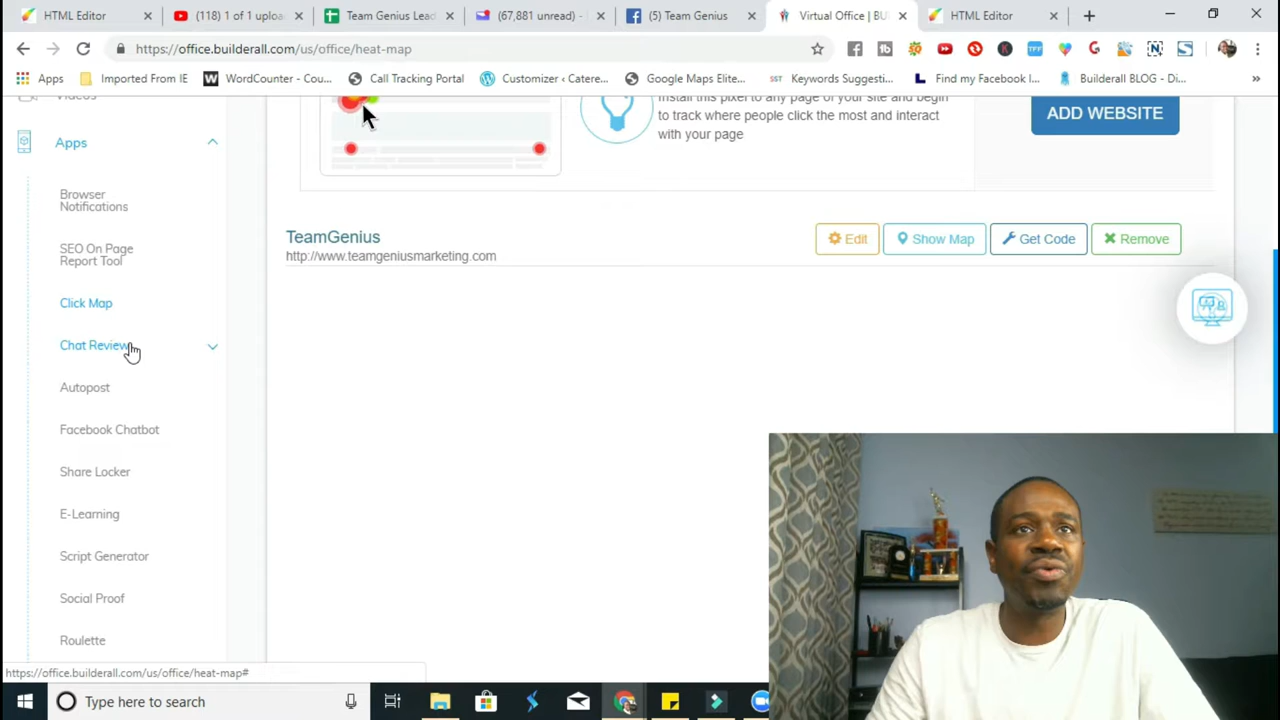 HTML Editor
(118) 1 of 1 uploa
Team Genius Lead
(67,881 unread) -
(5) Team Genius
Virtual Office | BU
HTML Editor
https://office.builderall.com/us/office/heat-map
Apps
Imported From IE
WordCounter - Cou...
Call Tracking Portal
Customizer ‹ Catere...
Google Maps Elite...
Keywords Suggesti...
Find my Facebook I...
Builderall BLOG - Di...
Videos
Apps
Browser
Notifications
SEO On Page
Report Tool
Click Map
Chat Review
Autopost
Facebook Chatbot
Share Locker
E-Learning
Script Generator
Social Proof
Roulette
Install this pixel to any page of your site and begin
to track where people click the most and interact
with your page
ADD WEBSITE
TeamGenius
http://www.teamgeniusmarketing.com
Edit
Show Map
Get Code
Remove
https://office.builderall.com/us/office/heat-map#
Type here to search